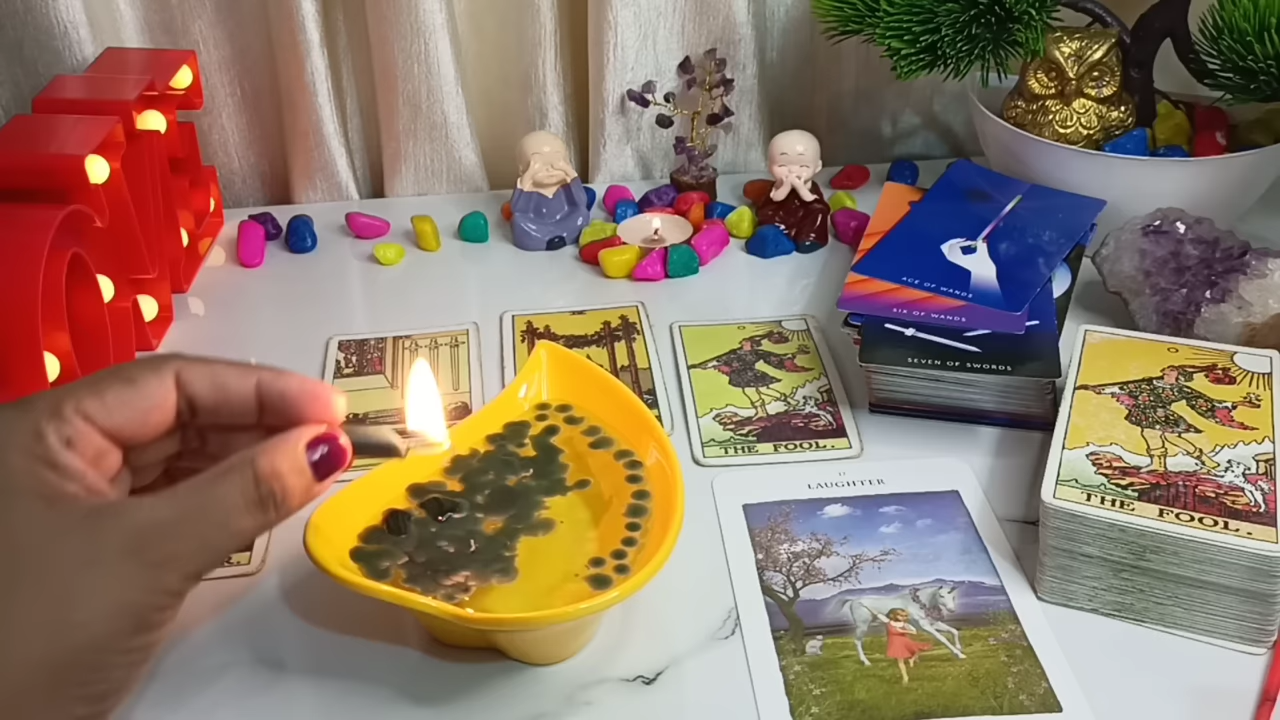 ACE OF WANDS
SIX OF WANDS
SEVEN OF SWORDS
THE FOOL.
THE FOOL.
LAUGHTER